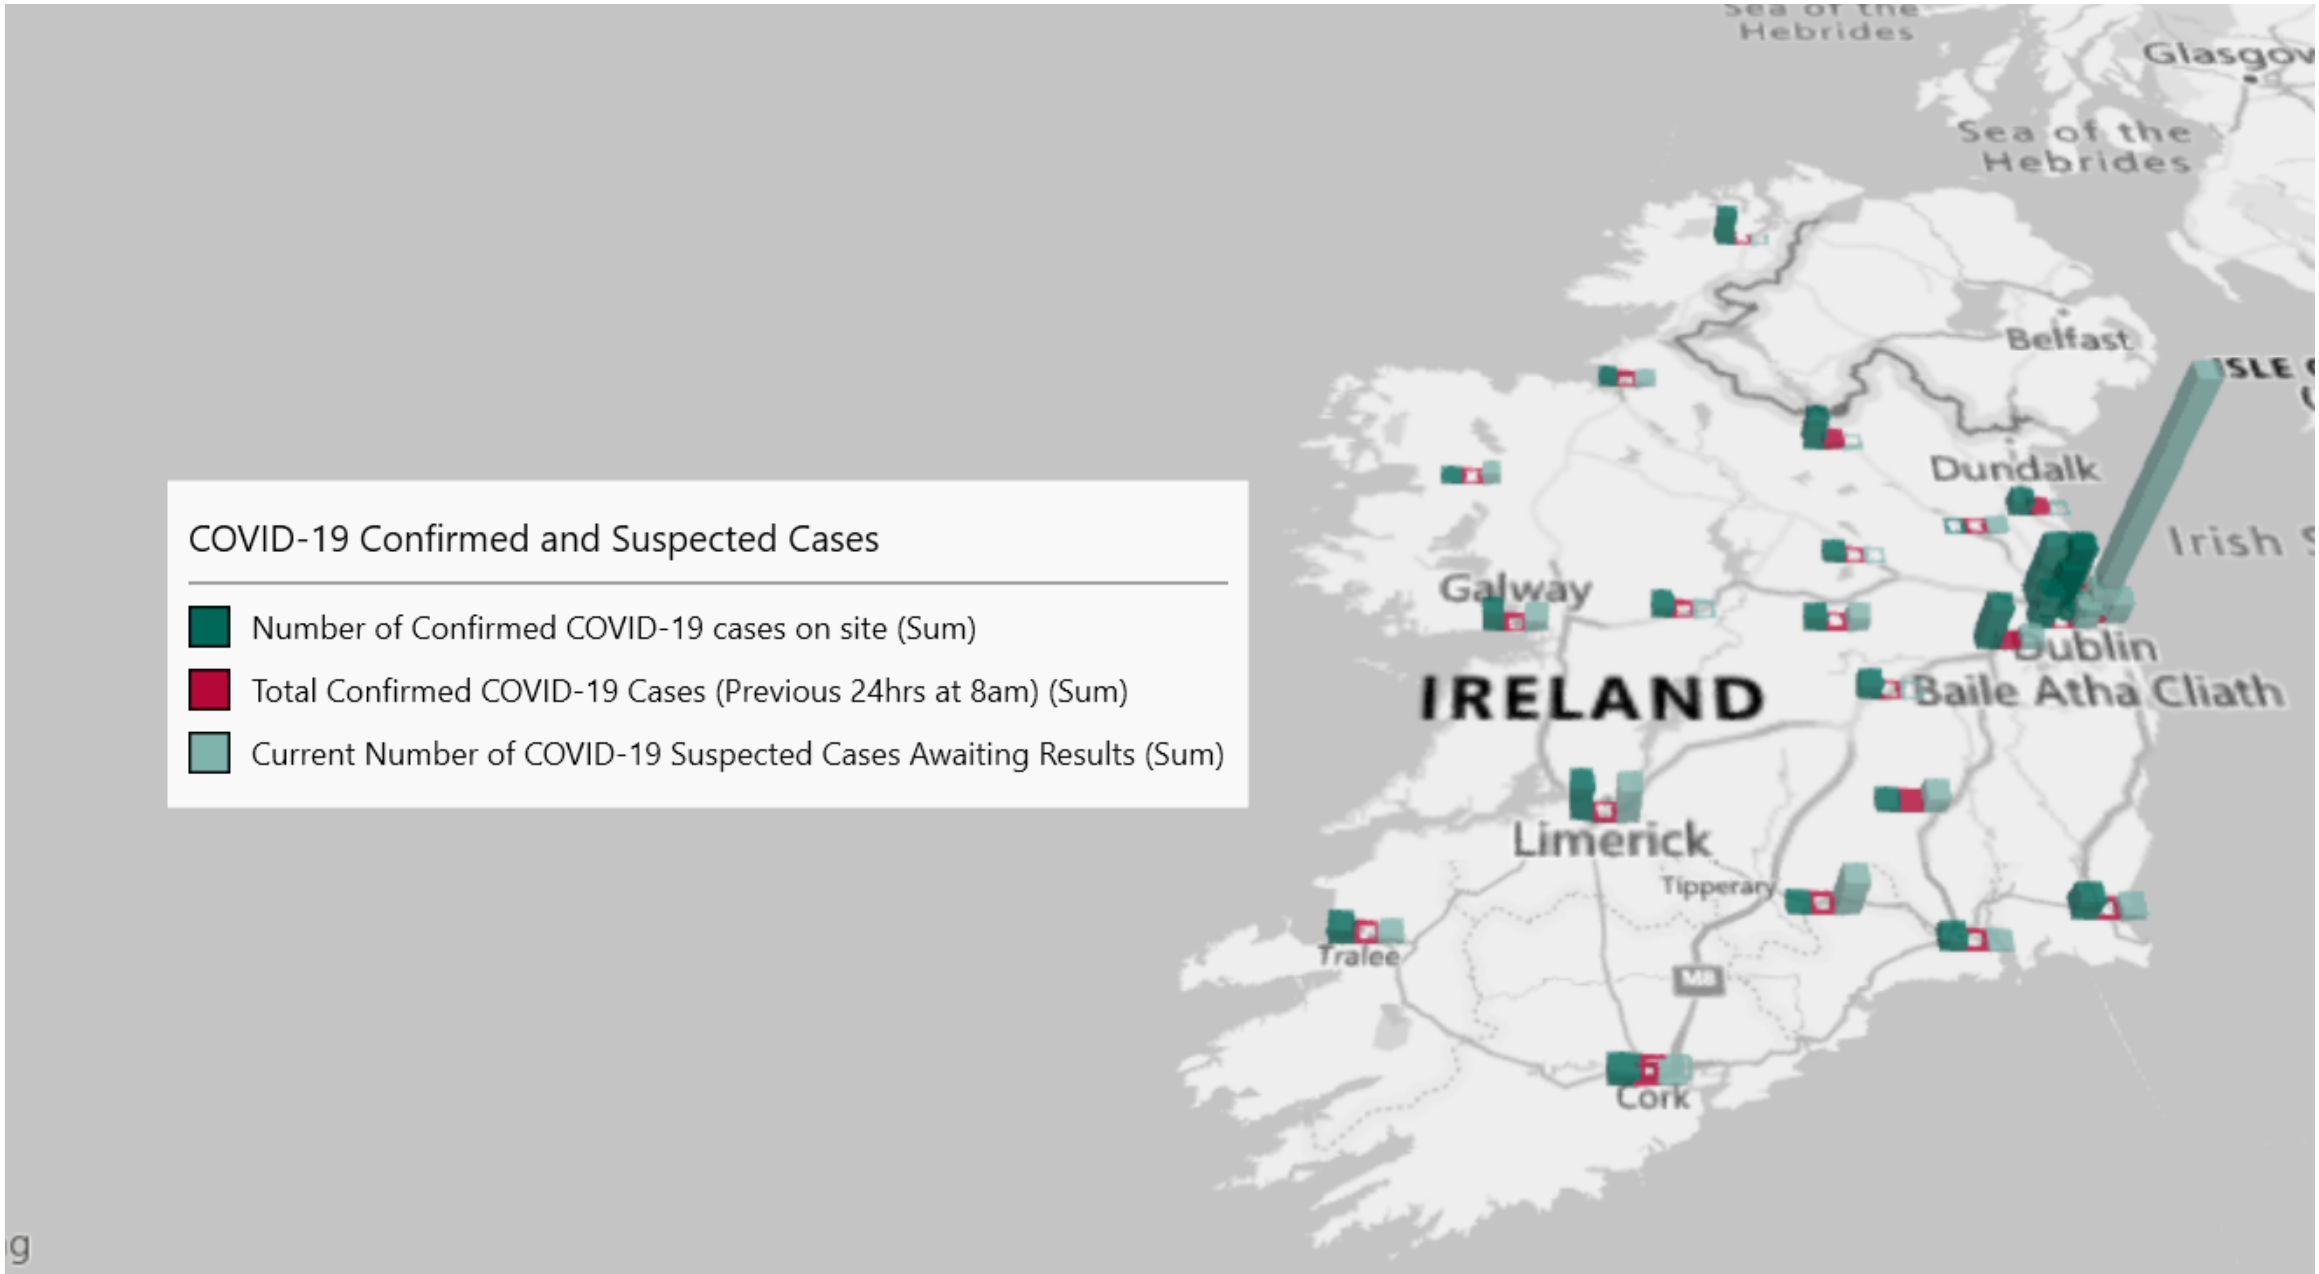 Sea of the
Hebrides
Glasgow
Sea of the
Hebrides
Belfast
ISLE
Dundalk
Irish S
COVID-19 Confirmed and Suspected Cases
Number of Confirmed COVID-19 cases on site (Sum)
Total Confirmed COVID-19 Cases (Previous 24hrs at 8am) (Sum)
Current Number of COVID-19 Suspected Cases Awaiting Results (Sum)
Galway
IRELAND
Dublin
Baile Atha Cliath
Limerick
Tipperary
Tralee
M8
Cork
g